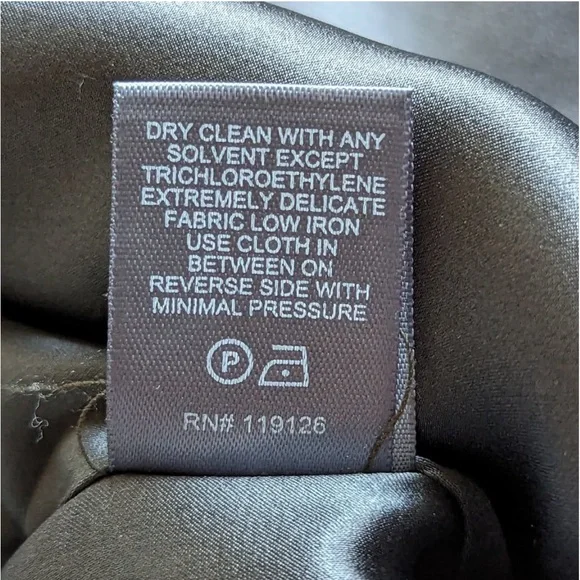 DRY CLEAN WITH ANY
SOLVENT EXCEPT
TRICHLOROETHYLENE
EXTREMELY DELICATE
FABRIC LOW IRON
USE CLOTH IN
BETWEEN ON
REVERSE SIDE WITH
MINIMAL PRESSURE
P
RN# 119126